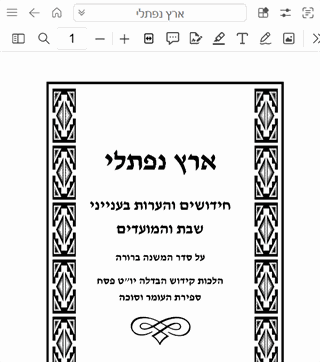 ארץ נפתלי
1
ארץ נפתלי
חידושים והערות בענייני
שבת והמועדים
על סדר המשנה ברורה
הלכות קידוש הבדלה יו"ט פסח
ספירת העומר וסוכה